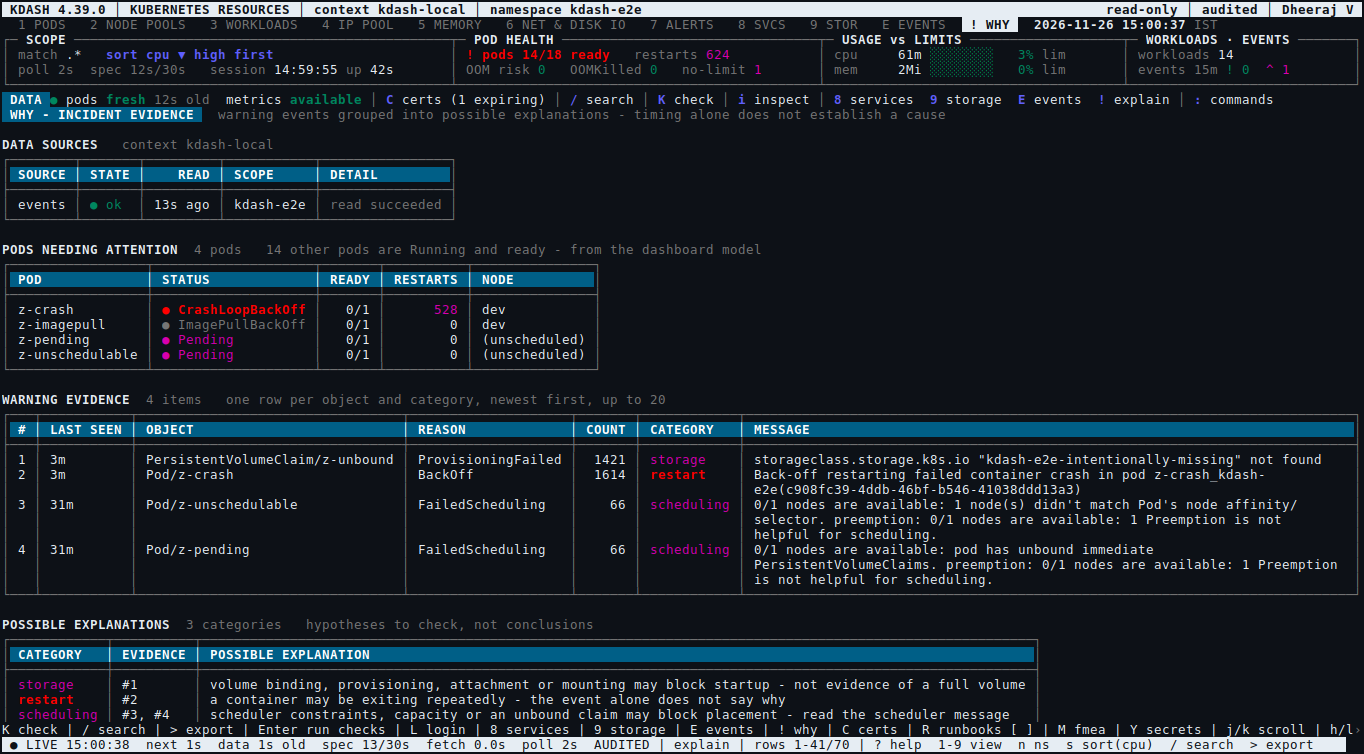 KDASH 4.39.0 │ KUBERNETES RESOURCES │ context kdash-local │ namespace kdash-e2e read-only │ audited │ Dheeraj V
1 PODS 2 NODE POOLS 3 WORKLOADS 4 IP POOL 5 MEMORY 6 NET & DISK IO 7 ALERTS 8 SVCS 9 STOR E EVENTS ! WHY 2026-11-26 15:00:37 IST
SCOPE POD HEALTH USAGE vs LIMITS WORKLOADS · EVENTS
match .* sort cpu ▼ high first ! pods 14/18 ready restarts 624 cpu 61m 3% lim workloads 14
poll 2s spec 12s/30s session 14:59:55 up 42s OOM risk 0 OOMKilled 0 no-limit 1 mem 2Mi 0% lim events 15m ! 0 ^ 1
DATA ● pods fresh 12s old metrics available │ C certs (1 expiring) │ / search │ K check │ i inspect │ 8 services 9 storage E events ! explain │ : commands
WHY - INCIDENT EVIDENCE warning events grouped into possible explanations - timing alone does not establish a cause
DATA SOURCES context kdash-local
SOURCE │ STATE │ READ │ SCOPE │ DETAIL
events │ ● ok │ 13s ago │ kdash-e2e │ read succeeded
PODS NEEDING ATTENTION 4 pods 14 other pods are Running and ready - from the dashboard model
POD │ STATUS │ READY │ RESTARTS │ NODE
z-crash │ ● CrashLoopBackOff │ 0/1 │ 528 │ dev
z-imagepull │ ● ImagePullBackOff │ 0/1 │ 0 │ dev
z-pending │ ● Pending │ 0/1 │ 0 │ (unscheduled)
z-unschedulable │ ● Pending │ 0/1 │ 0 │ (unscheduled)
WARNING EVIDENCE 4 items one row per object and category, newest first, up to 20
# │ LAST SEEN │ OBJECT │ REASON │ COUNT │ CATEGORY │ MESSAGE
1 │ 3m │ PersistentVolumeClaim/z-unbound │ ProvisioningFailed │ 1421 │ storage │ storageclass.storage.k8s.io "kdash-e2e-intentionally-missing" not found
2 │ 3m │ Pod/z-crash │ BackOff │ 1614 │ restart │ Back-off restarting failed container crash in pod z-crash_kdash-
e2e(c908fc39-4ddb-46bf-b546-41038ddd13a3)
3 │ 31m │ Pod/z-unschedulable │ FailedScheduling │ 66 │ scheduling │ 0/1 nodes are available: 1 node(s) didn't match Pod's node affinity/
selector. preemption: 0/1 nodes are available: 1 Preemption is not
helpful for scheduling.
4 │ 31m │ Pod/z-pending │ FailedScheduling │ 66 │ scheduling │ 0/1 nodes are available: pod has unbound immediate
PersistentVolumeClaims. preemption: 0/1 nodes are available: 1 Preemption
is not helpful for scheduling.
POSSIBLE EXPLANATIONS 3 categories hypotheses to check, not conclusions
CATEGORY │ EVIDENCE │ POSSIBLE EXPLANATION
storage │ #1 │ volume binding, provisioning, attachment or mounting may block startup - not evidence of a full volume
restart │ #2 │ a container may be exiting repeatedly - the event alone does not say why
scheduling │ #3, #4 │ scheduler constraints, capacity or an unbound claim may block placement - read the scheduler message
K check | / search | > export | Enter run checks | L login | 8 services | 9 storage | E events | ! why | C certs | R runbooks [ ] | M fmea | Y secrets | j/k scroll | h/l›
● LIVE 15:00:38 next 1s data 1s old spec 13/30s fetch 0.0s poll 2s AUDITED | explain | rows 1-41/70 | ? help 1-9 view n ns s sort(cpu) / search > export